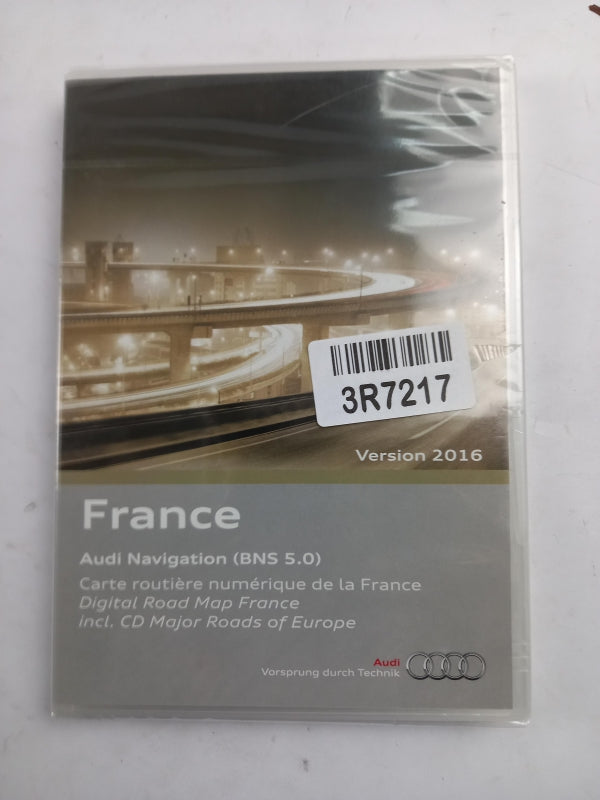 3R7217
Version 2016
France
Audi Navigation (BNS 5.0)
Carte routière numérique de la France
Digital Road Map France
incl. CD Major Roads of Europe
Audi
Vorsprung durch Technik